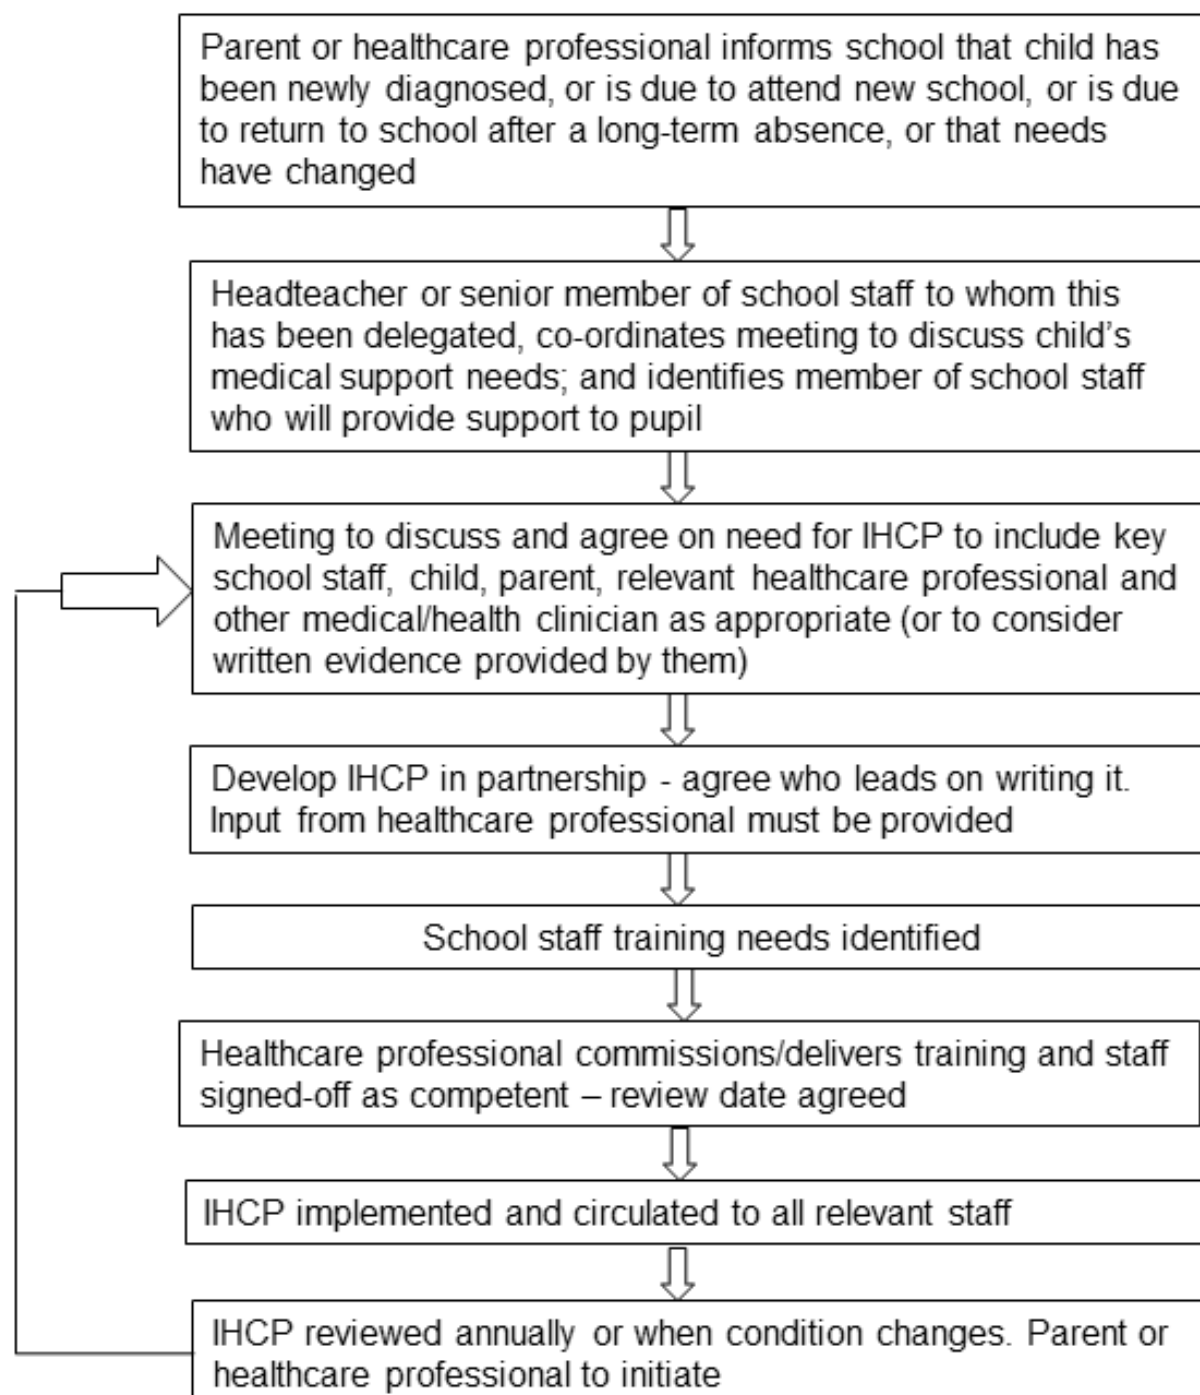 Parent or healthcare professional informs school that child has
been newly diagnosed, or is due to attend new school, or is due
to return to school after a long-term absence, or that needs
have changed
Headteacher or senior member of school staff to whom this
has been delegated, co-ordinates meeting to discuss child's
medical support needs; and identifies member of school staff
who will provide support to pupil
Meeting to discuss and agree on need for IHCP to include key
school staff, child, parent, relevant healthcare professional and
other medical/health clinician as appropriate (or to consider
written evidence provided by them)
Develop IHCP in partnership - agree who leads on writing it.
Input from healthcare professional must be provided
School staff training needs identified
Healthcare professional commissions/delivers training and staff
signed-off as competent – review date agreed
IHCP implemented and circulated to all relevant staff
IHCP reviewed annually or when condition changes. Parent or
healthcare professional to initiate